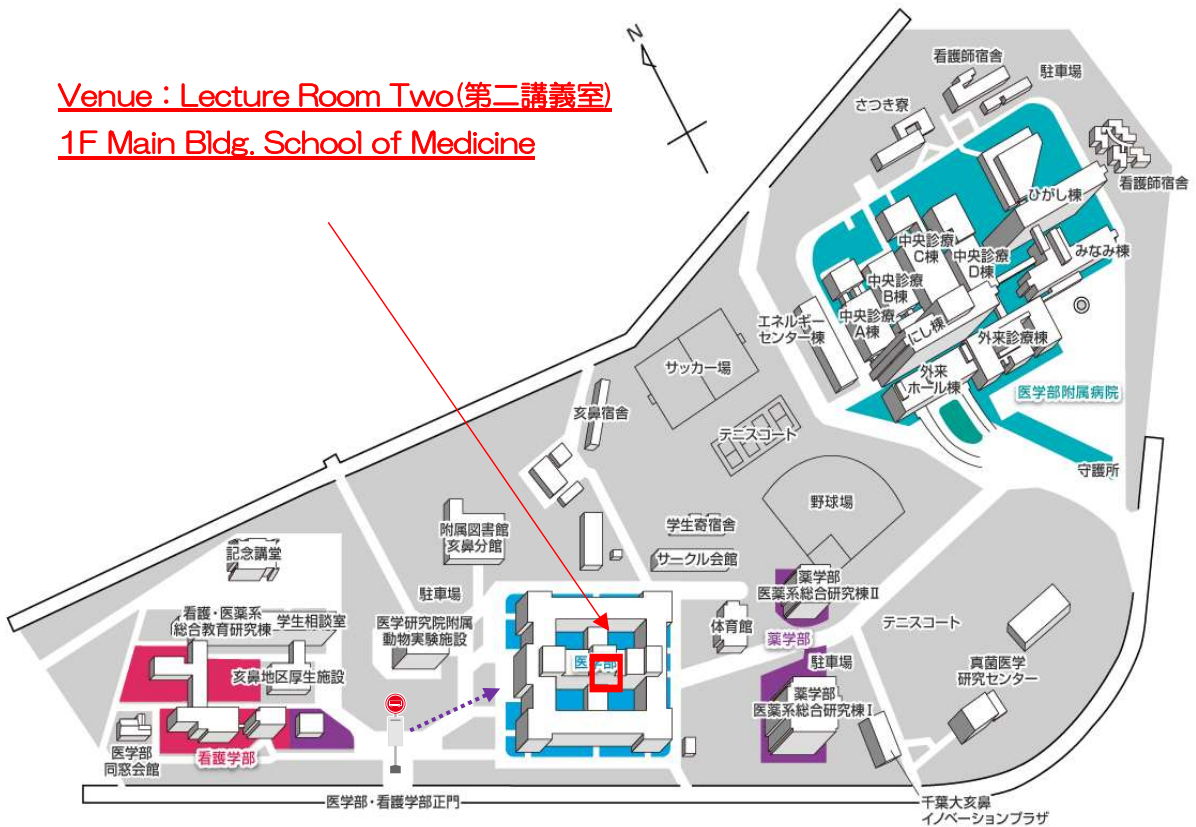 Venue：Lecture Room Two(第二講義室)
1F Main Bldg. School of Medicine
N
看護師宿舎
駐車場
さつき寮
看護師宿舎
ひがし棟
中央診療
C棟
中央診療
D棟
みなみ棟
中央診療
B棟
中央診療
A棟
にし棟
エネルギー
センター棟
外来診療棟
外来
ホール棟
医学部附属病院
守護所
サッカー場
亥鼻宿舎
テニスコート
野球場
附属図書館
亥鼻分館
学生寄宿舎
サークル会館
記念講堂
駐車場
看護・医薬系
総合教育研究棟
学生相談室
医学研究院附属
動物実験施設
亥鼻地区厚生施設
医学部
体育館
薬学部
医薬系総合研究棟Ⅱ
薬学部
テニスコート
駐車場
薬学部
医薬系総合研究棟Ⅰ
真菌医学
研究センター
医学部
同窓会館
看護学部
医学部・看護学部正門
千葉大亥鼻
イノベーションプラザ